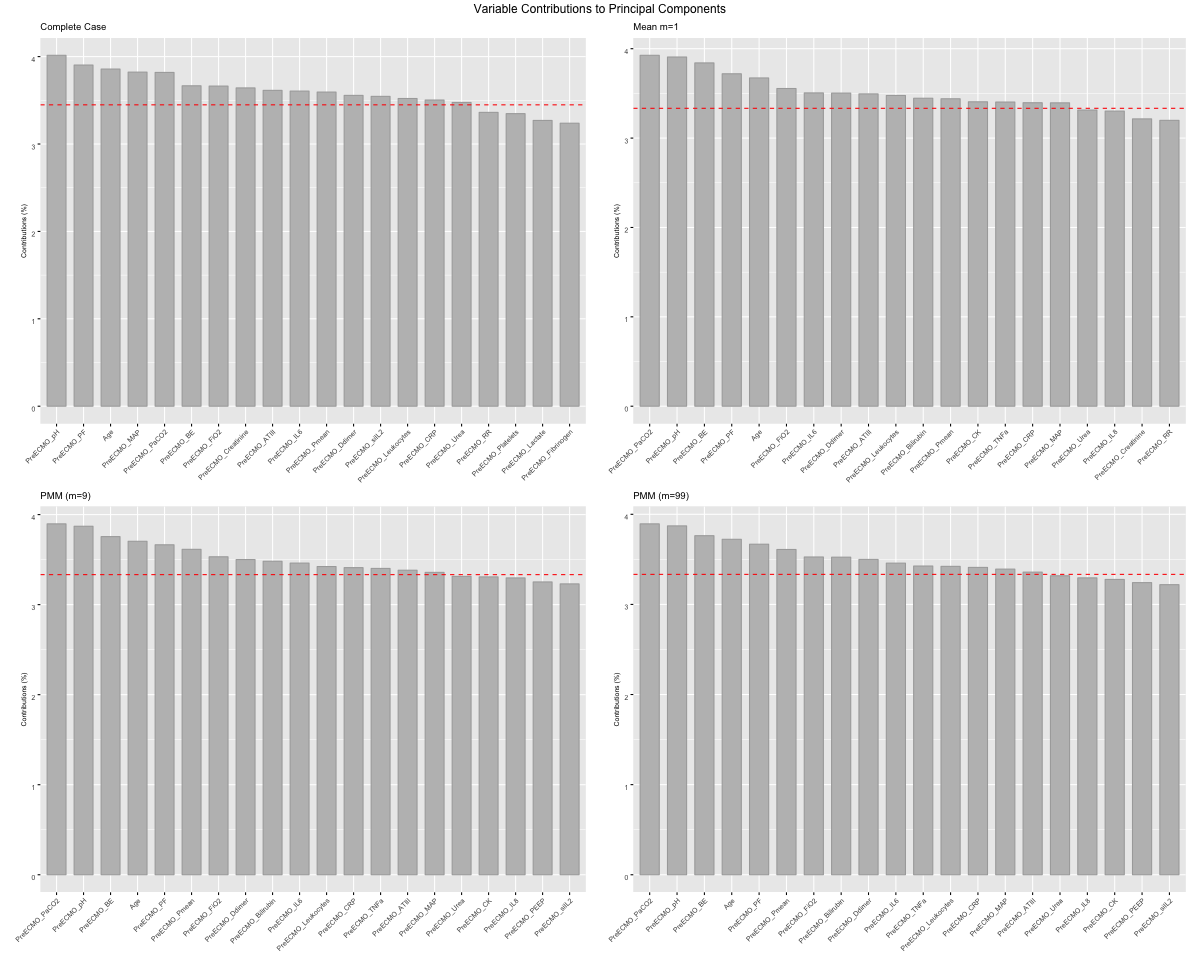 Variable Contributions to Principal Components
Complete Case
Contributions (%)
4
3
2
1
0
PreECMO_pH
PreECMO_PF
Age
PreECMO_MAP
PreECMO_PaCO2
PreECMO_BE
PreECMO_FiO2
PreECMO_Creatinine
PreECMO_ATIII
PreECMO_IL6
PreECMO_Pmean
PreECMO_Ddimer
PreECMO_siIL2
PreECMO_Leukocytes
PreECMO_CRP
PreECMO_Urea
PreECMO_RR
PreECMO_Platelets
PreECMO_Lactate
PreECMO_Fibrinogen
Mean m=1
Contributions (%)
4
3
2
1
0
PreECMO_PaCO2
PreECMO_pH
PreECMO_BE
PreECMO_PF
Age
PreECMO_FiO2
PreECMO_IL6
PreECMO_Ddimer
PreECMO_ATIII
PreECMO_Leukocytes
PreECMO_Bilirubin
PreECMO_Pmean
PreECMO_CK
PreECMO_TNFa
PreECMO_CRP
PreECMO_MAP
PreECMO_Urea
PreECMO_IL8
PreECMO_Creatinine
PreECMO_RR
PMM (m=9)
Contributions (%)
4
3
2
1
0
PreECMO_PaCO2
PreECMO_pH
PreECMO_BE
Age
PreECMO_PF
PreECMO_Pmean
PreECMO_FiO2
PreECMO_Ddimer
PreECMO_Bilirubin
PreECMO_IL6
PreECMO_Leukocytes
PreECMO_CRP
PreECMO_TNFa
PreECMO_ATIII
PreECMO_MAP
PreECMO_Urea
PreECMO_CK
PreECMO_IL8
PreECMO_PEEP
PreECMO_siIL2
PMM (m=99)
Contributions (%)
4
3
2
1
0
PreECMO_PaCO2
PreECMO_pH
PreECMO_BE
Age
PreECMO_PF
PreECMO_Pmean
PreECMO_FiO2
PreECMO_Bilirubin
PreECMO_Ddimer
PreECMO_IL6
PreECMO_TNFa
PreECMO_Leukocytes
PreECMO_CRP
PreECMO_MAP
PreECMO_ATIII
PreECMO_Urea
PreECMO_IL8
PreECMO_CK
PreECMO_PEEP
PreECMO_siIL2